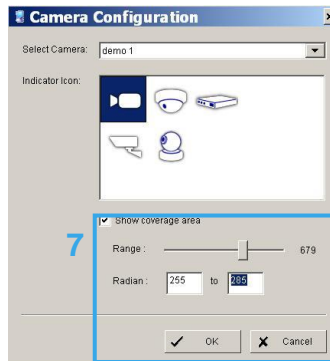 Camera Configuration
Select Camera: demo 1
Indicator Icon:
Show coverage area
7
Range : 679
Radian : 255 to 285
OK Cancel